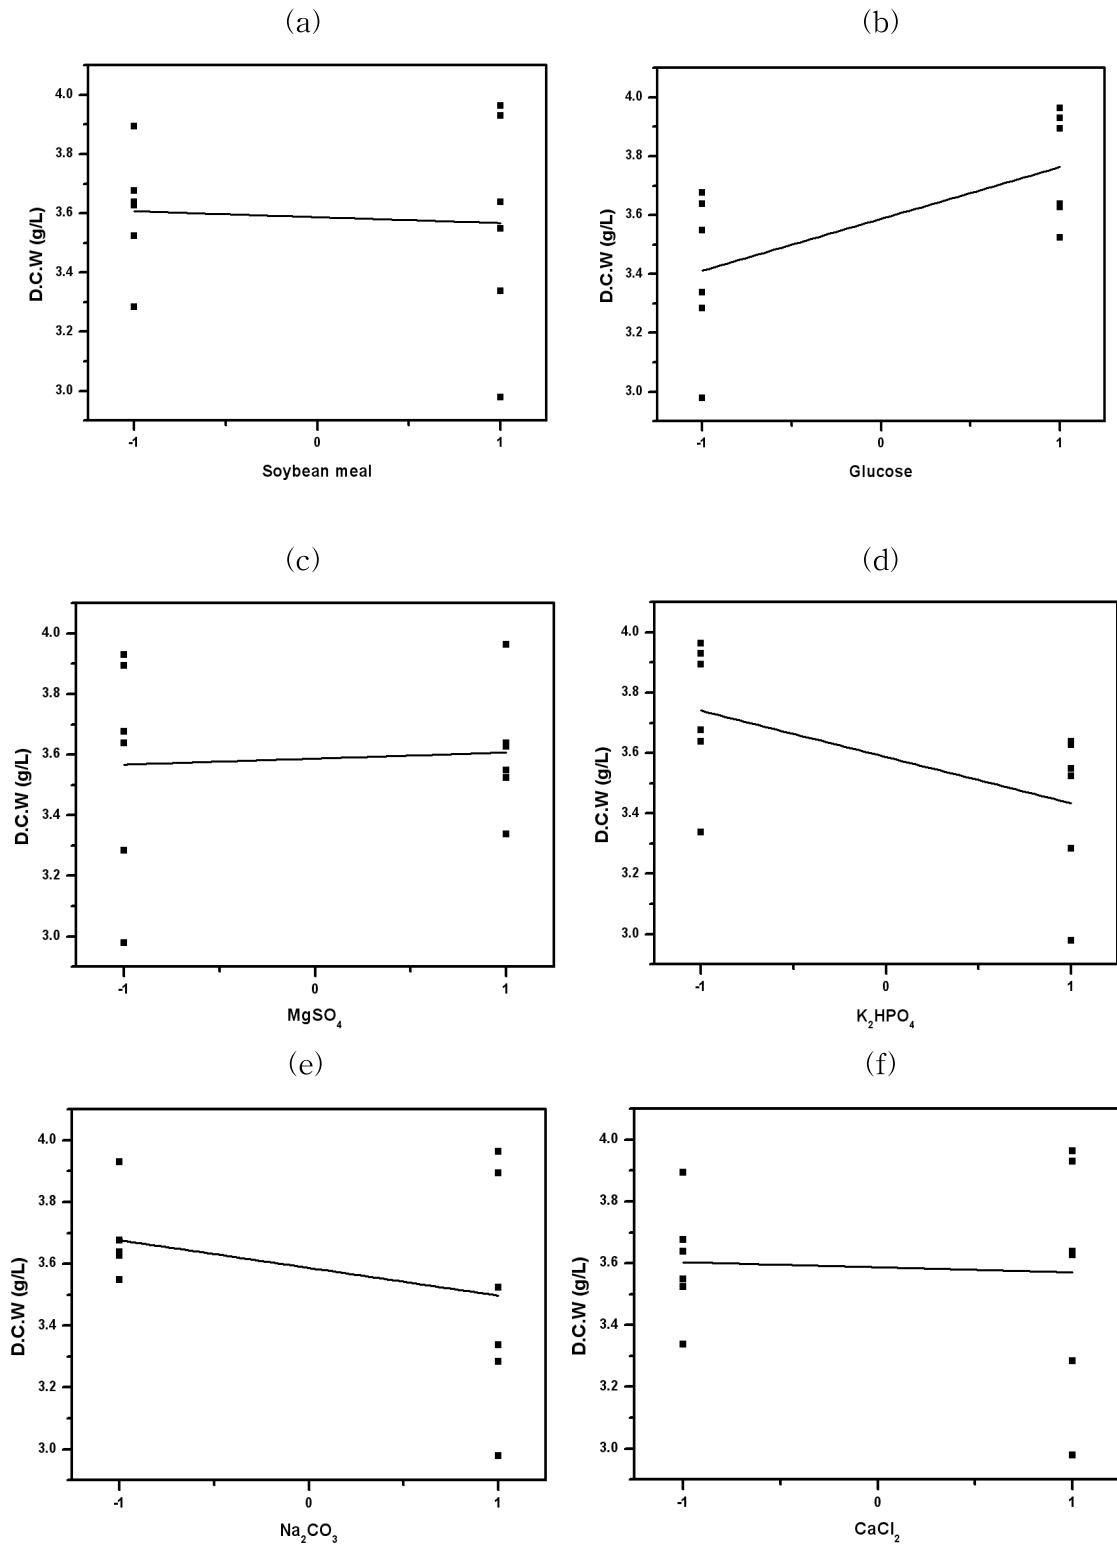 (a)
4.0
3.8
3.6
3.4
3.2
3.0
D.C.W (g/L)
-1 0 1
Soybean meal
(b)
4.0
3.8
3.6
3.4
3.2
3.0
D.C.W (g/L)
-1 0 1
Glucose
(c)
4.0
3.8
3.6
3.4
3.2
3.0
D.C.W (g/L)
-1 0 1
MgSO₄
(d)
4.0
3.8
3.6
3.4
3.2
3.0
D.C.W (g/L)
-1 0 1
K₂HPO₄
(e)
4.0
3.8
3.6
3.4
3.2
3.0
D.C.W (g/L)
-1 0 1
Na₂CO₃
(f)
4.0
3.8
3.6
3.4
3.2
3.0
D.C.W (g/L)
-1 0 1
CaCl₂